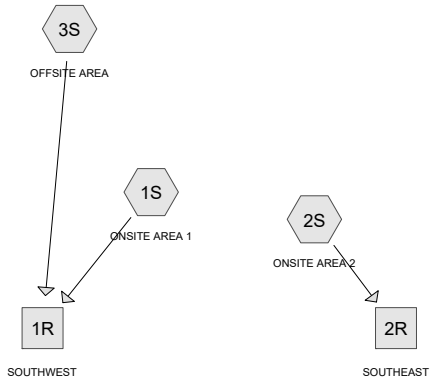 3S
OFFSITE AREA
1S
ONSITE AREA 1
2S
ONSITE AREA 2
1R
SOUTHWEST
2R
SOUTHEAST